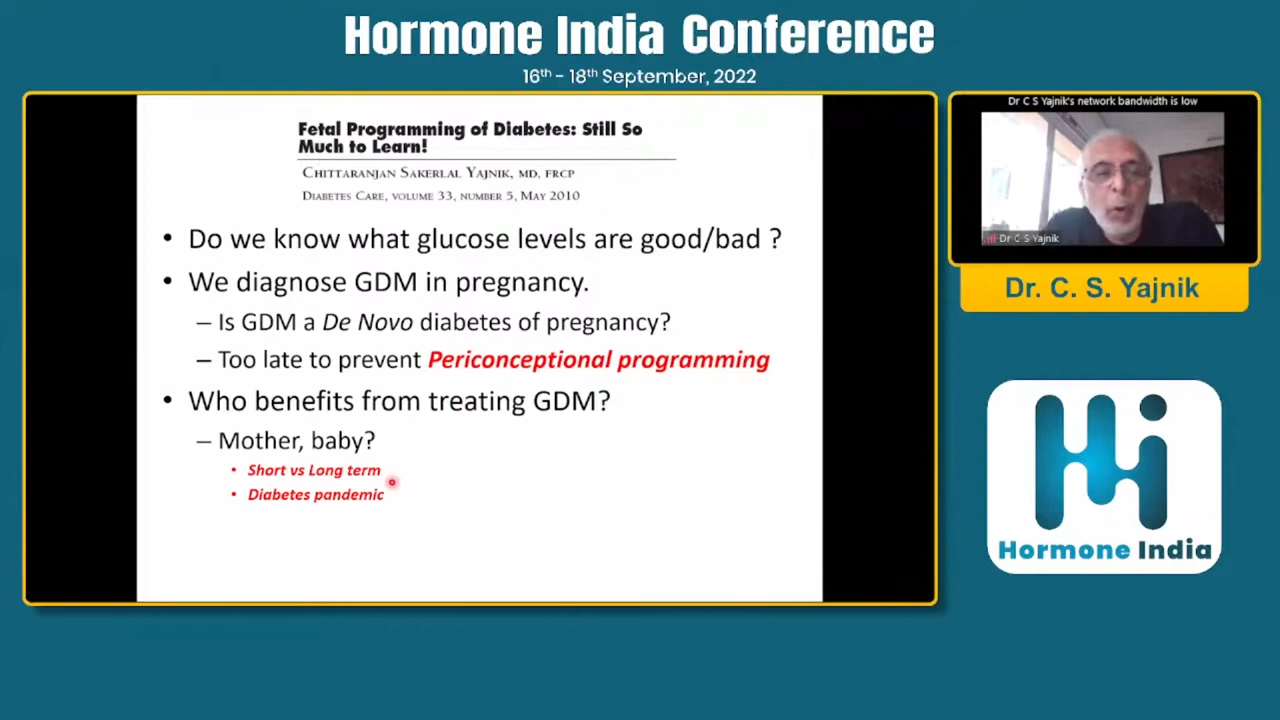 Hormone India Conference
16th - 18th September, 2022
Fetal Programming of Diabetes: Still So
Much to Learn!
CHITTARANJAN SAKERLAL YAJNIK, MD, FRCP
DIABETES CARE, VOLUME 33, NUMBER 5, MAY 2010
• Do we know what glucose levels are good/bad ?
• We diagnose GDM in pregnancy.
– Is GDM a De Novo diabetes of pregnancy?
– Too late to prevent Periconceptional programming
• Who benefits from treating GDM?
– Mother, baby?
• Short vs Long term
• Diabetes pandemic
Dr C S Yajnik's network bandwidth is low
Dr C S Yajnik
Dr. C. S. Yajnik
Hormone India